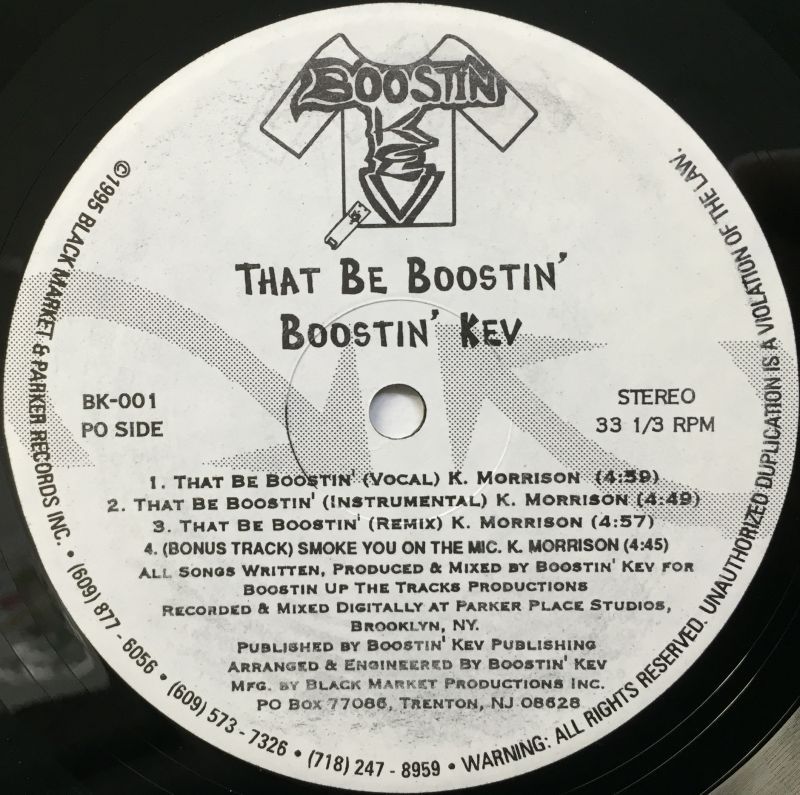 BOOSTIN
KEV
THAT BE BOOSTIN'
BOOSTIN' KEV
BK-001
PO SIDE
STEREO
33 1/3 RPM
1. THAT BE BOOSTIN' (VOCAL) K. MORRISON (4:59)
2. THAT BE BOOSTIN' (INSTRUMENTAL) K. MORRISON (4:49)
3. THAT BE BOOSTIN' (REMIX) K. MORRISON (4:57)
4. (BONUS TRACK) SMOKE YOU ON THE MIC. K. MORRISON (4:45)
ALL SONGS WRITTEN, PRODUCED & MIXED BY BOOSTIN' KEV FOR
BOOSTIN UP THE TRACKS PRODUCTIONS
RECORDED & MIXED DIGITALLY AT PARKER PLACE STUDIOS,
BROOKLYN, NY.
PUBLISHED BY BOOSTIN' KEV PUBLISHING
ARRANGED & ENGINEERED BY BOOSTIN' KEV
MFG. BY BLACK MARKET PRODUCTIONS INC.
PO BOX 77086, TRENTON, NJ 08628
©1995 BLACK MARKET & PARKER RECORDS INC. • (609) 877 - 6056 • (609) 573 - 7326 • (718) 247 - 8959 • WARNING: ALL RIGHTS RESERVED. UNAUTHORIZED DUPLICATION IS A VIOLATION OF THE LAW.